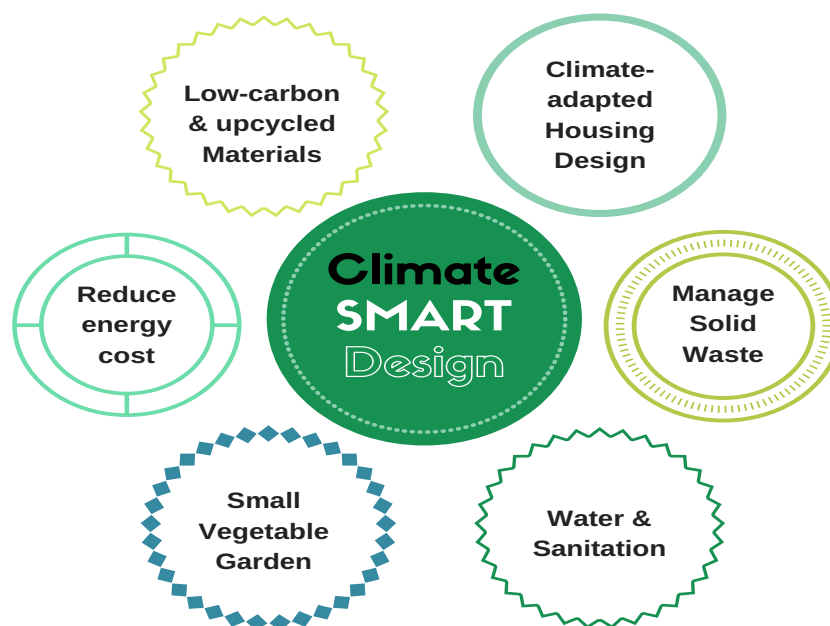 Low-carbon
& upcycled
Materials
Climate-
adapted
Housing
Design
Reduce
energy
cost
Climate
SMART
Design
Manage
Solid
Waste
Small
Vegetable
Garden
Water &
Sanitation